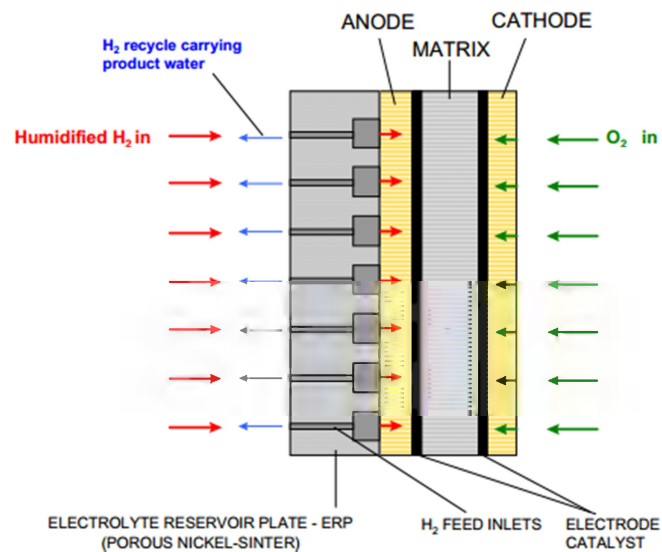 ANODE
CATHODE
MATRIX
H2 recycle carrying
product water
Humidified H2 in
O2 in
ELECTROLYTE RESERVOIR PLATE - ERP
(POROUS NICKEL-SINTER)
H2 FEED INLETS
ELECTRODE
CATALYST